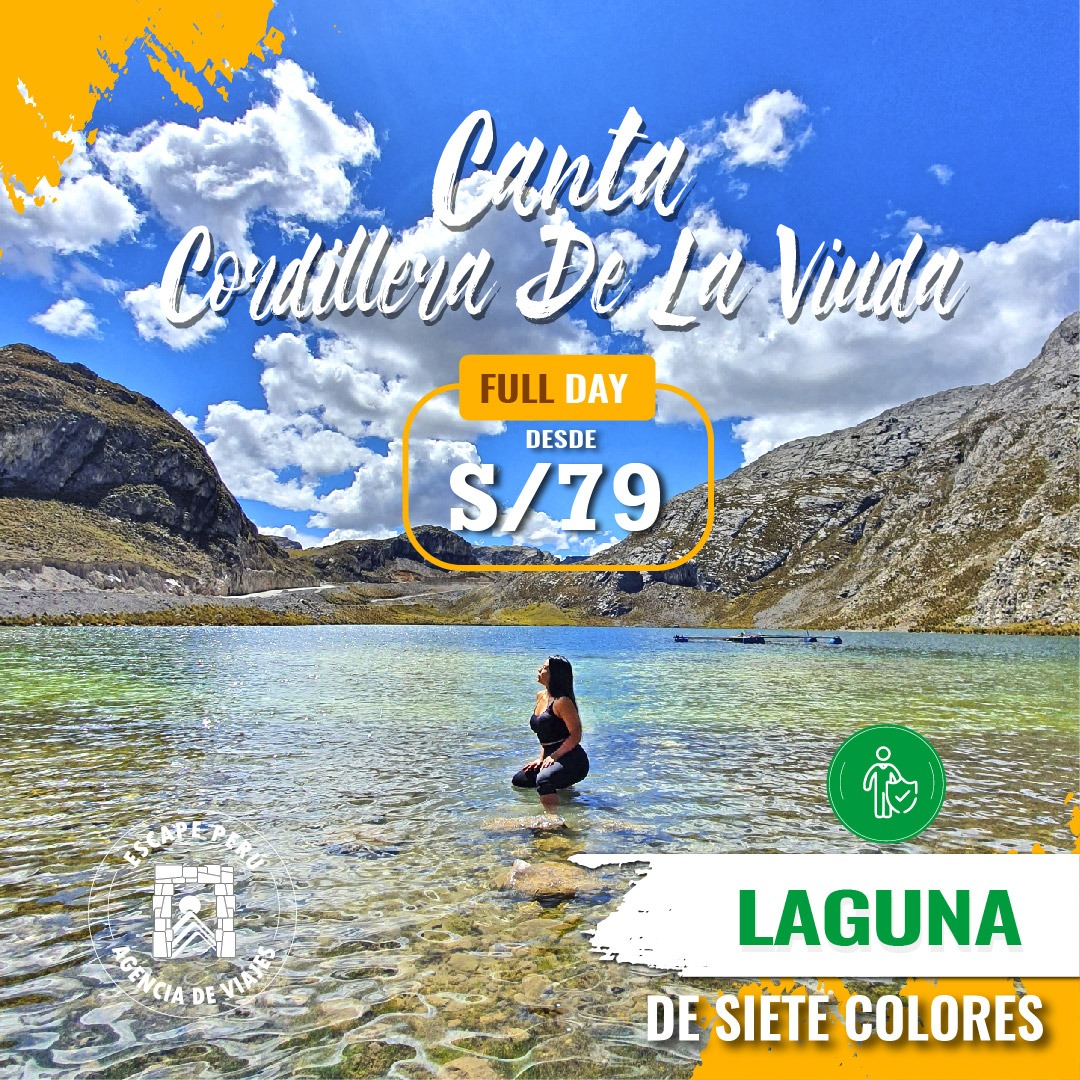 Canta
Cordillera De La Viuda
FULL DAY
DESDE
S/79
ESCAPE PERU
AGENCIA DE VIAJES
LAGUNA
DE SIETE COLORES